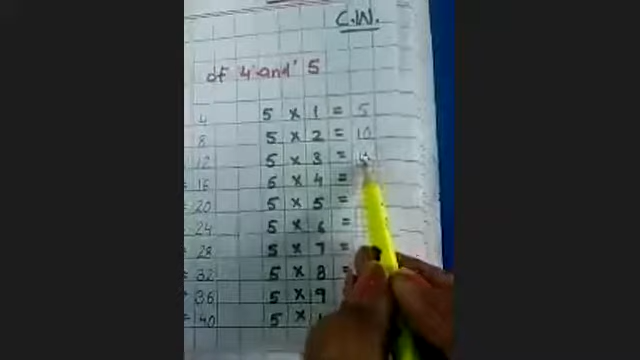 C.W.
of 4 and 5
4 5 × 1 = 5
8 5 × 2 = 10
12 5 × 3 =
= 16 5 × 4 =
= 20 5 × 5 =
= 24 5 × 6 =
= 28 5 × 7 =
= 32 5 × 8 =
= 36 5 × 9
= 40 5 ×